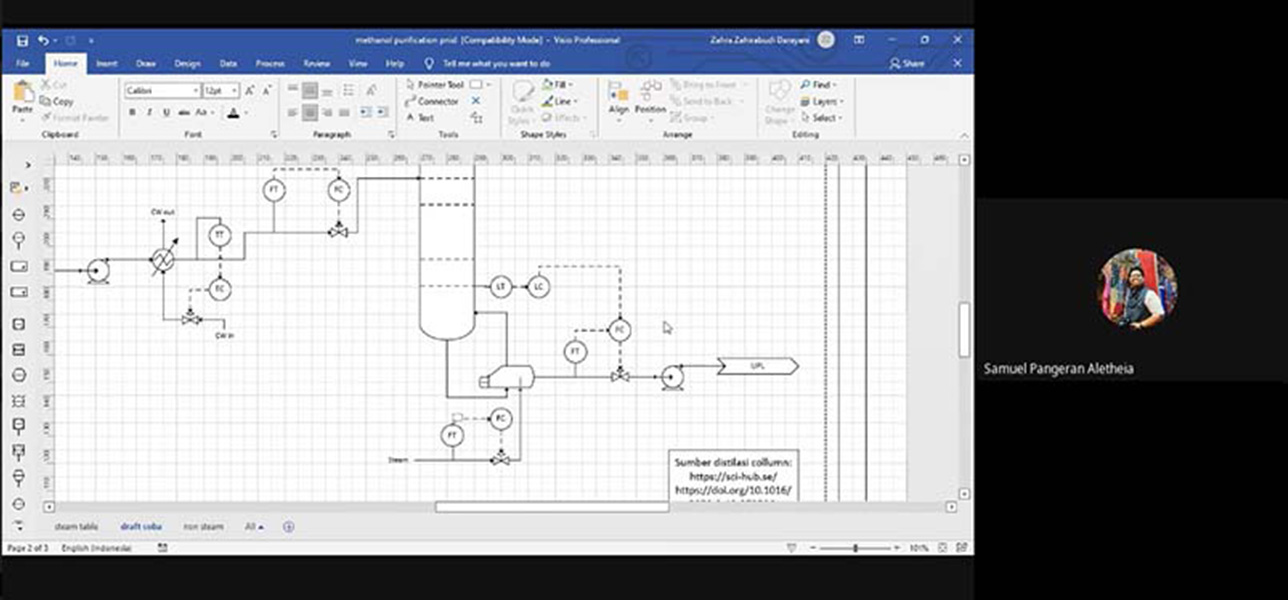 methanol purification prod [Compatibility Mode] - Visio Professional
Zahra Zahwabudi Darayani
File Home Insert Draw Design Data Process Review View Help Tell me what you want to do
Share
Paste
Cut
Copy
Format Painter
Clipboard
Calibri 12pt
B I U abc Aa A
Font
Paragraph
Pointer Tool
Connector
Text
Tools
Quick Styles
Fill
Line
Effects
Shape Styles
Align
Position
Bring to Front
Send to Back
Group
Arrange
Change Shape
Find
Layers
Select
Editing
FT
FC
CW out
TT
TC
CW in
LT
LC
FC
FT
UPL
FC
FT
Steam
Sumber distilasi collumn:
https://sci-hub.se/
https://doi.org/10.1016/
steam table draft coba non steam All
Page 2 of 3 English (Indonesia)
101%
Samuel Pangeran Aletheia